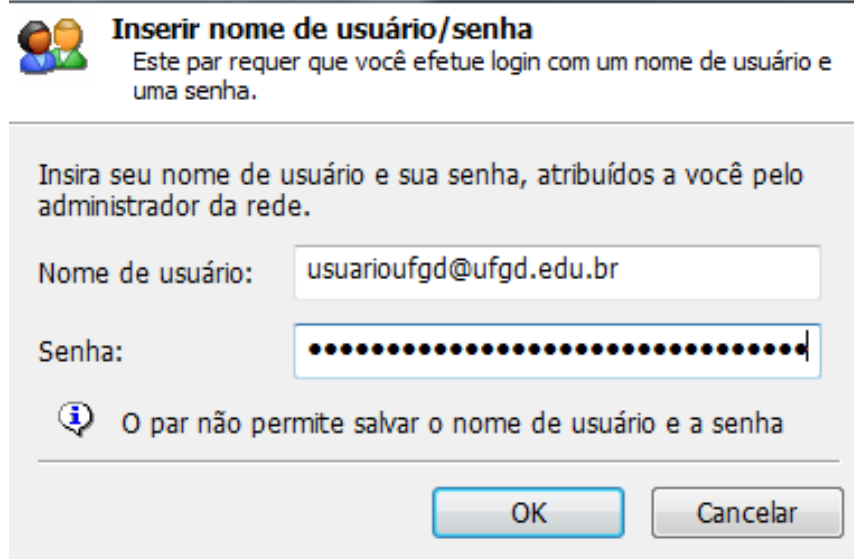 Inserir nome de usuário/senha
Este par requer que você efetue login com um nome de usuário e
uma senha.
Insira seu nome de usuário e sua senha, atribuídos a você pelo
administrador da rede.
Nome de usuário: usuarioufgd@ufgd.edu.br
Senha: ●●●●●●●●●●●●●●●●●●●●●●●●●●●●●●●●
O par não permite salvar o nome de usuário e a senha
OK Cancelar